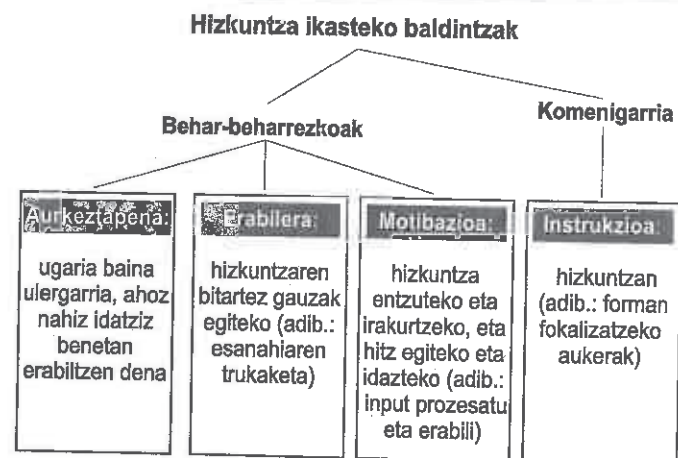 Hizkuntza ikasteko baldintzak
Behar-beharrezkoak
Komenigarria
Aurkeztapena:
ugaria baina
ulergarria, ahoz
nahiz idatziz
benetan
erabiltzen dena
Erabilera:
hizkuntzaren
bitartez gauzak
egiteko (adib.:
esanahiaren
trukaketa)
Motibazioa:
hizkuntza
entzuteko eta
irakurtzeko, eta
hitz egiteko eta
idazteko (adib.:
input prozesatu
eta erabili)
Instrukzioa:
hizkuntzan
(adib.: forman
fokalizatzeko
aukerak)